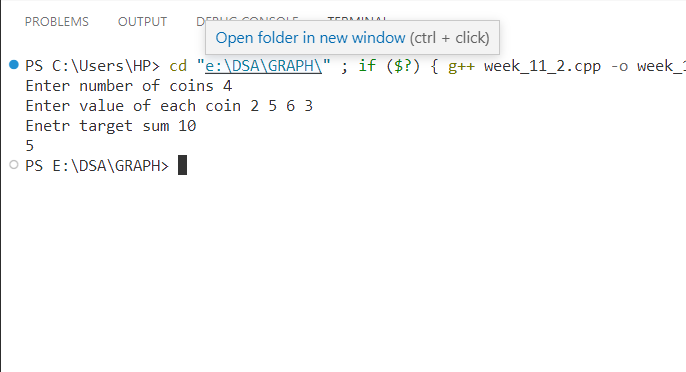 PROBLEMS OUTPUT DEBUG CONSOLE TERMINAL
Open folder in new window (ctrl + click)
PS C:\Users\HP> cd "e:\DSA\GRAPH\" ; if ($?) { g++ week_11_2.cpp -o week_1
Enter number of coins 4
Enter value of each coin 2 5 6 3
Enetr target sum 10
5
PS E:\DSA\GRAPH>